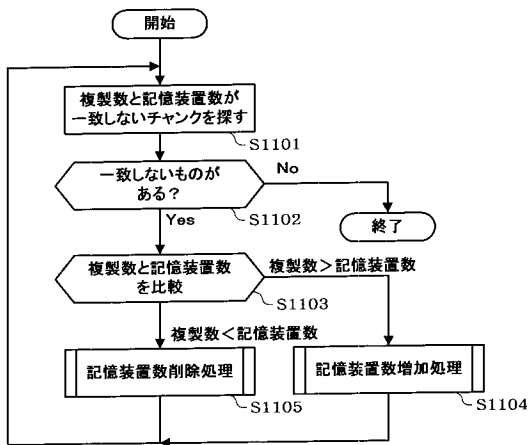 開始
複製数と記憶装置数が
一致しないチャンクを探す
S1101
一致しないものが
ある?
No
S1102
Yes
終了
複製数と記憶装置数
を比較
複製数>記憶装置数
S1103
複製数<記憶装置数
記憶装置数削除処理
記憶装置数増加処理
S1105
S1104